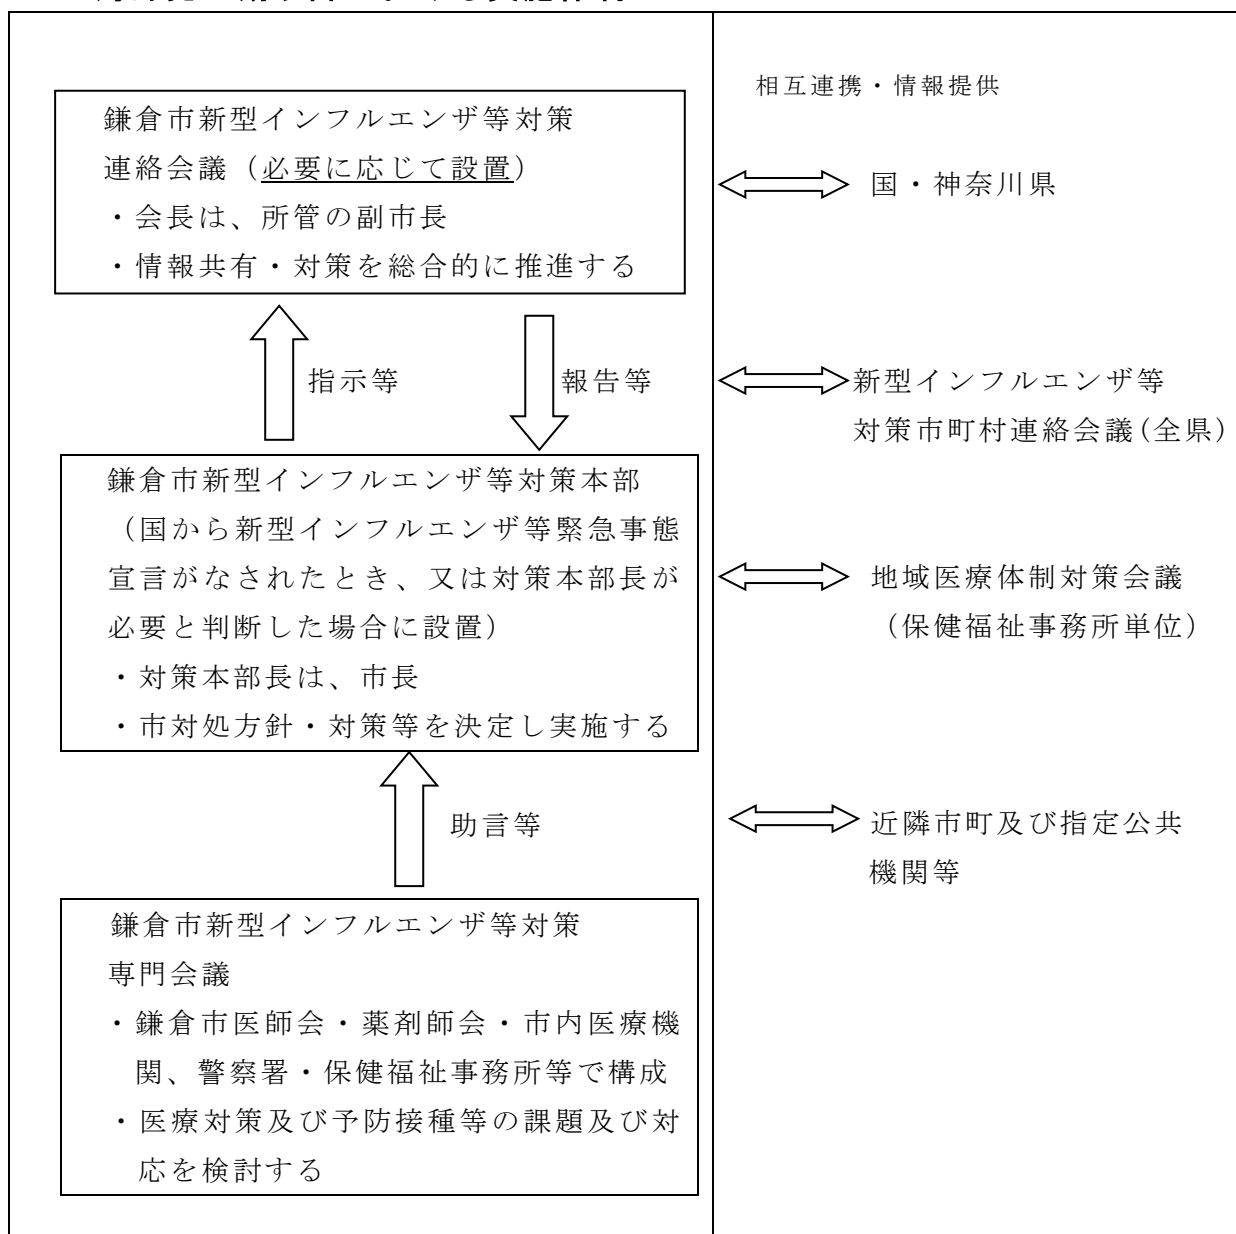 相互連携・情報提供
鎌倉市新型インフルエンザ等対策
連絡会議（必要に応じて設置）
・会長は、所管の副市長
・情報共有・対策を総合的に推進する
国・神奈川県
指示等
報告等
新型インフルエンザ等
対策市町村連絡会議(全県)
鎌倉市新型インフルエンザ等対策本部
（国から新型インフルエンザ等緊急事態
宣言がなされたとき、又は対策本部長が
必要と判断した場合に設置）
・対策本部長は、市長
・市対処方針・対策等を決定し実施する
地域医療体制対策会議
（保健福祉事務所単位）
助言等
近隣市町及び指定公共
機関等
鎌倉市新型インフルエンザ等対策
専門会議
・鎌倉市医師会・薬剤師会・市内医療機
関、警察署・保健福祉事務所等で構成
・医療対策及び予防接種等の課題及び対
応を検討する